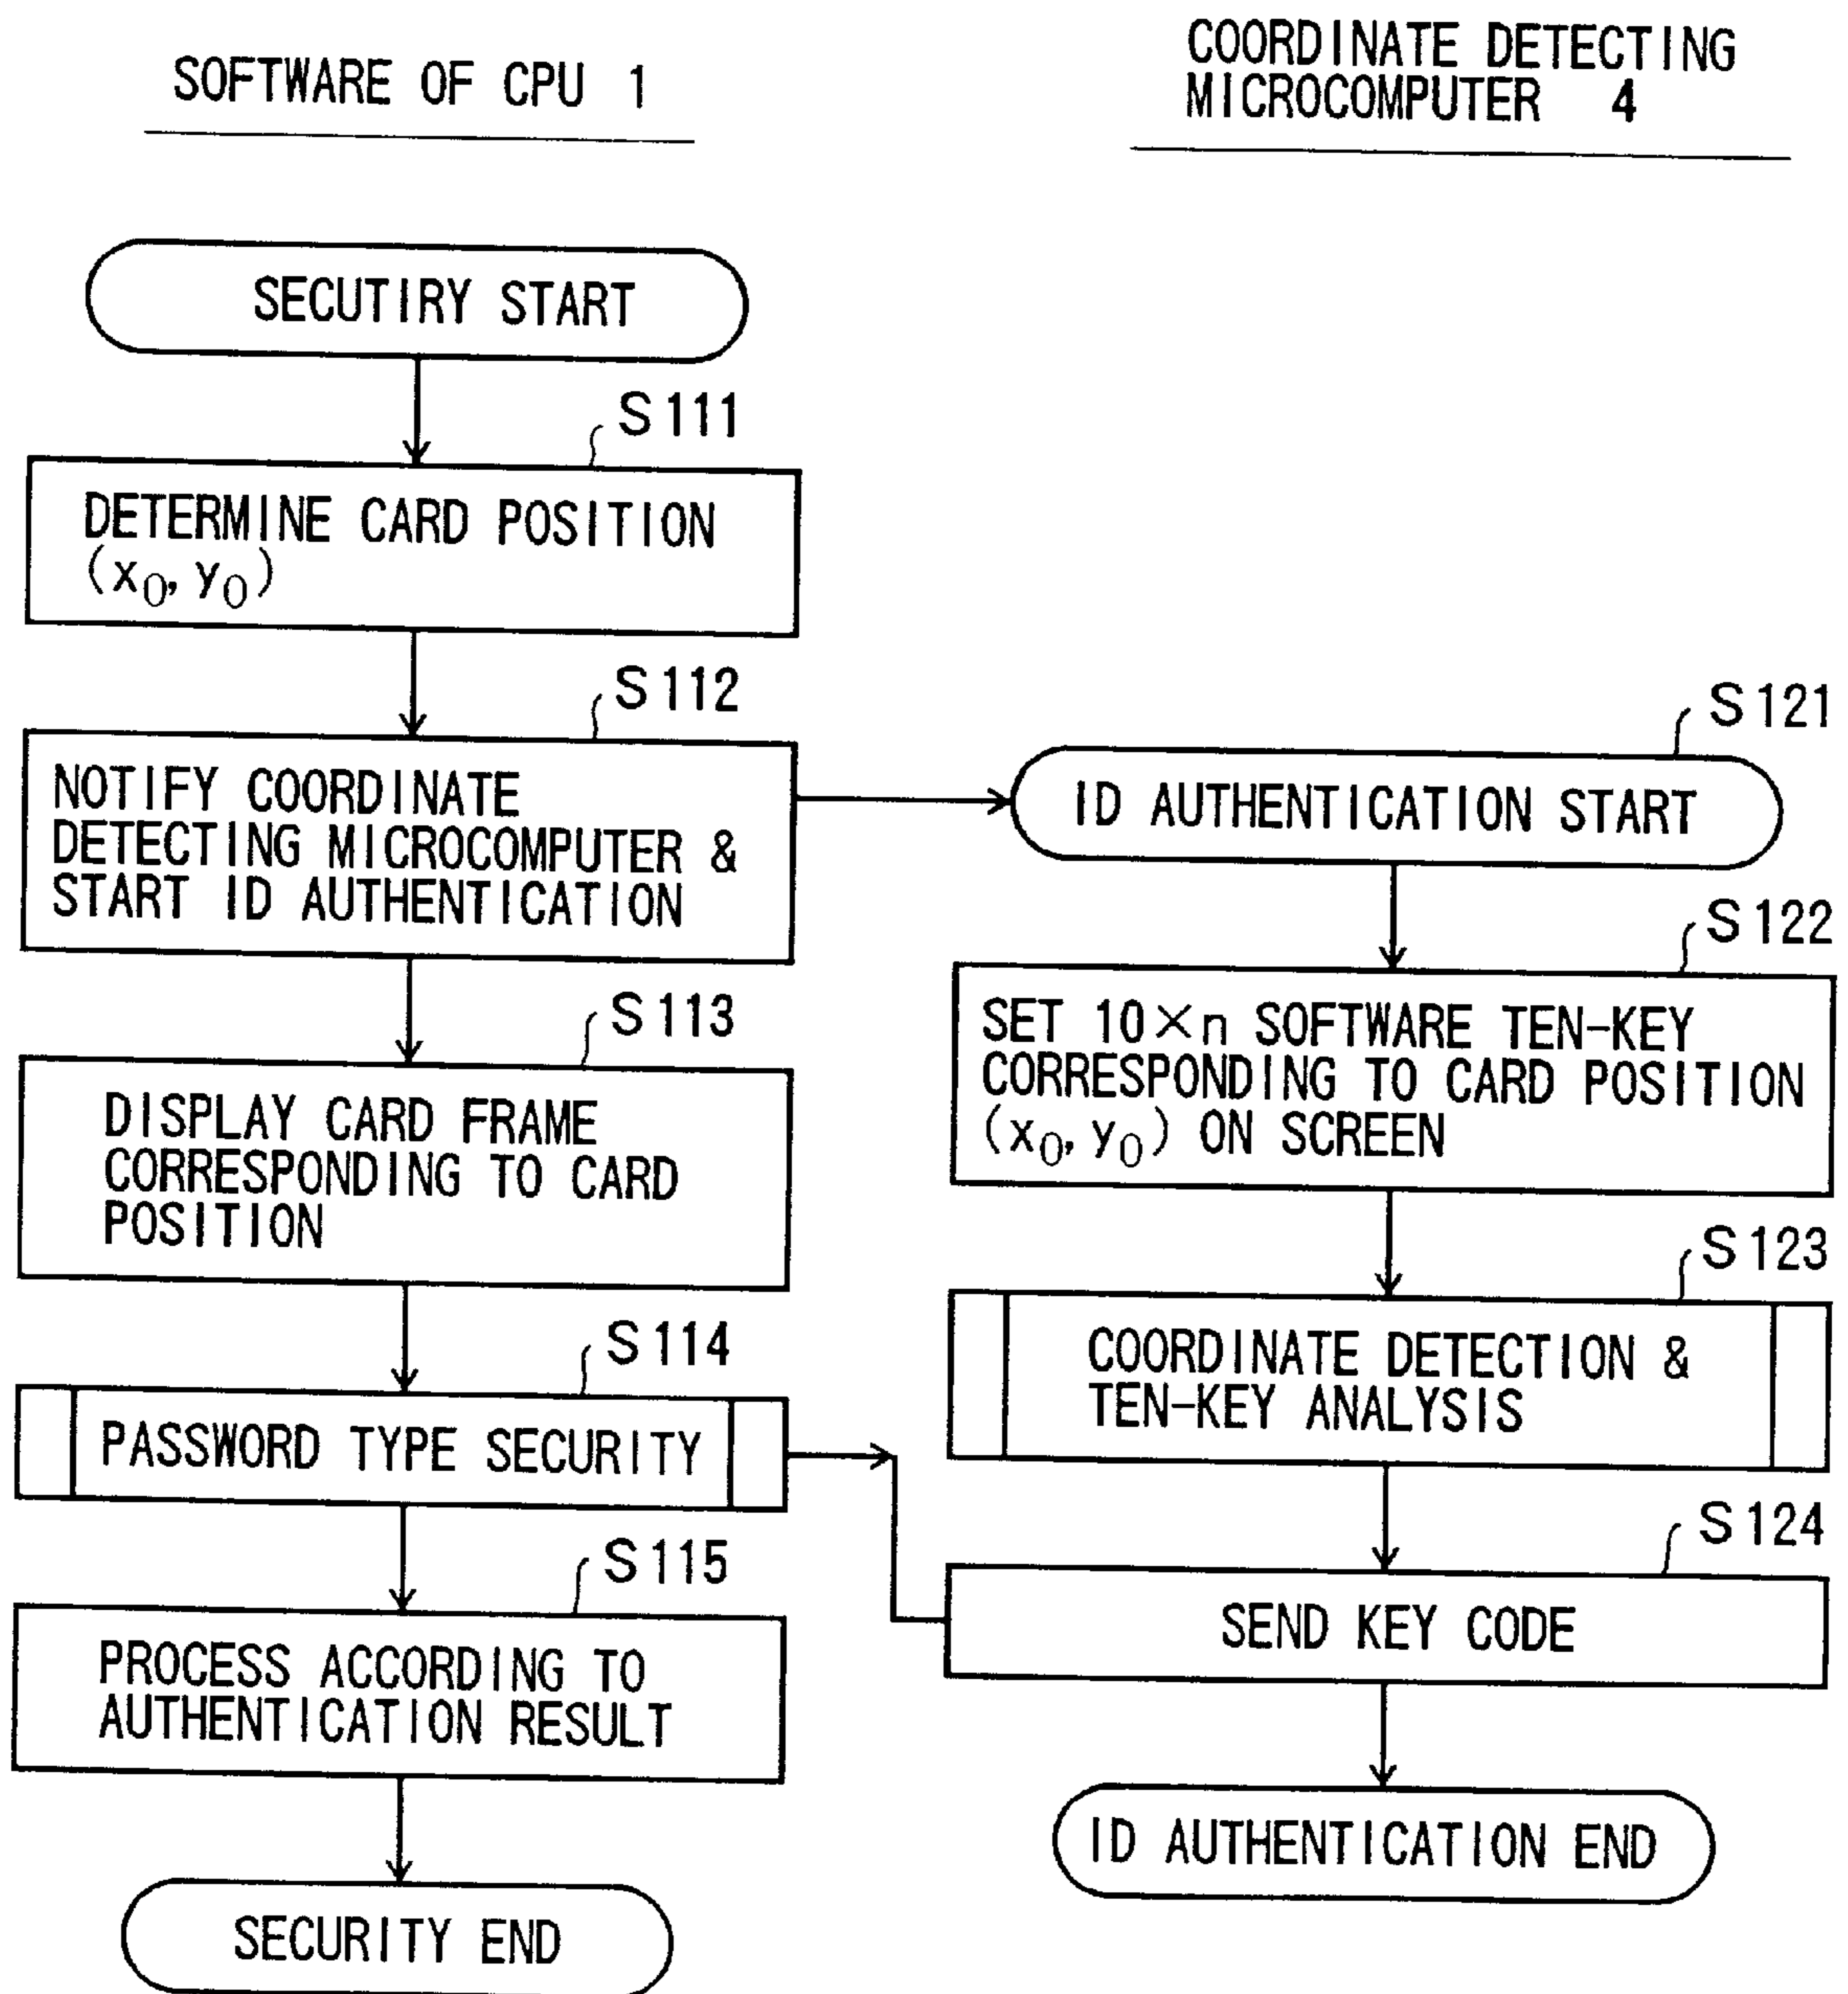 SOFTWARE OF CPU 1
COORDINATE DETECTING
MICROCOMPUTER 4
SECUTIRY START
S111
DETERMINE CARD POSITION
(x0, y0)
S112
NOTIFY COORDINATE
DETECTING MICROCOMPUTER &
START ID AUTHENTICATION
S121
ID AUTHENTICATION START
S122
SET 10×n SOFTWARE TEN-KEY
CORRESPONDING TO CARD POSITION
(x0, y0) ON SCREEN
S113
DISPLAY CARD FRAME
CORRESPONDING TO CARD
POSITION
S123
COORDINATE DETECTION &
TEN-KEY ANALYSIS
S114
PASSWORD TYPE SECURITY
S124
SEND KEY CODE
S115
PROCESS ACCORDING TO
AUTHENTICATION RESULT
ID AUTHENTICATION END
SECURITY END